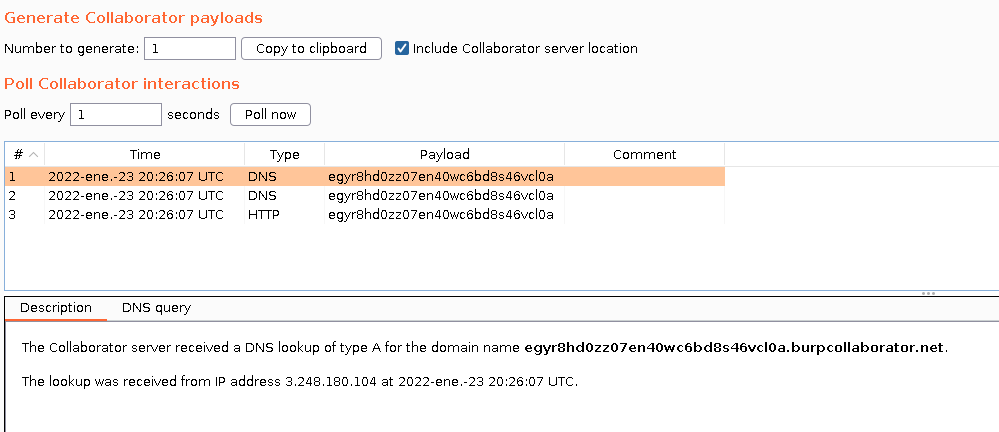 Generate Collaborator payloads
Number to generate: 1 Copy to clipboard Include Collaborator server location
Poll Collaborator interactions
Poll every 1 seconds Poll now
# Time Type Payload Comment
1 2022-ene.-23 20:26:07 UTC DNS egyr8hd0zz07en40wc6bd8s46vcl0a
2 2022-ene.-23 20:26:07 UTC DNS egyr8hd0zz07en40wc6bd8s46vcl0a
3 2022-ene.-23 20:26:07 UTC HTTP egyr8hd0zz07en40wc6bd8s46vcl0a
Description DNS query
The Collaborator server received a DNS lookup of type A for the domain name egyr8hd0zz07en40wc6bd8s46vcl0a.burpcollaborator.net.
The lookup was received from IP address 3.248.180.104 at 2022-ene.-23 20:26:07 UTC.